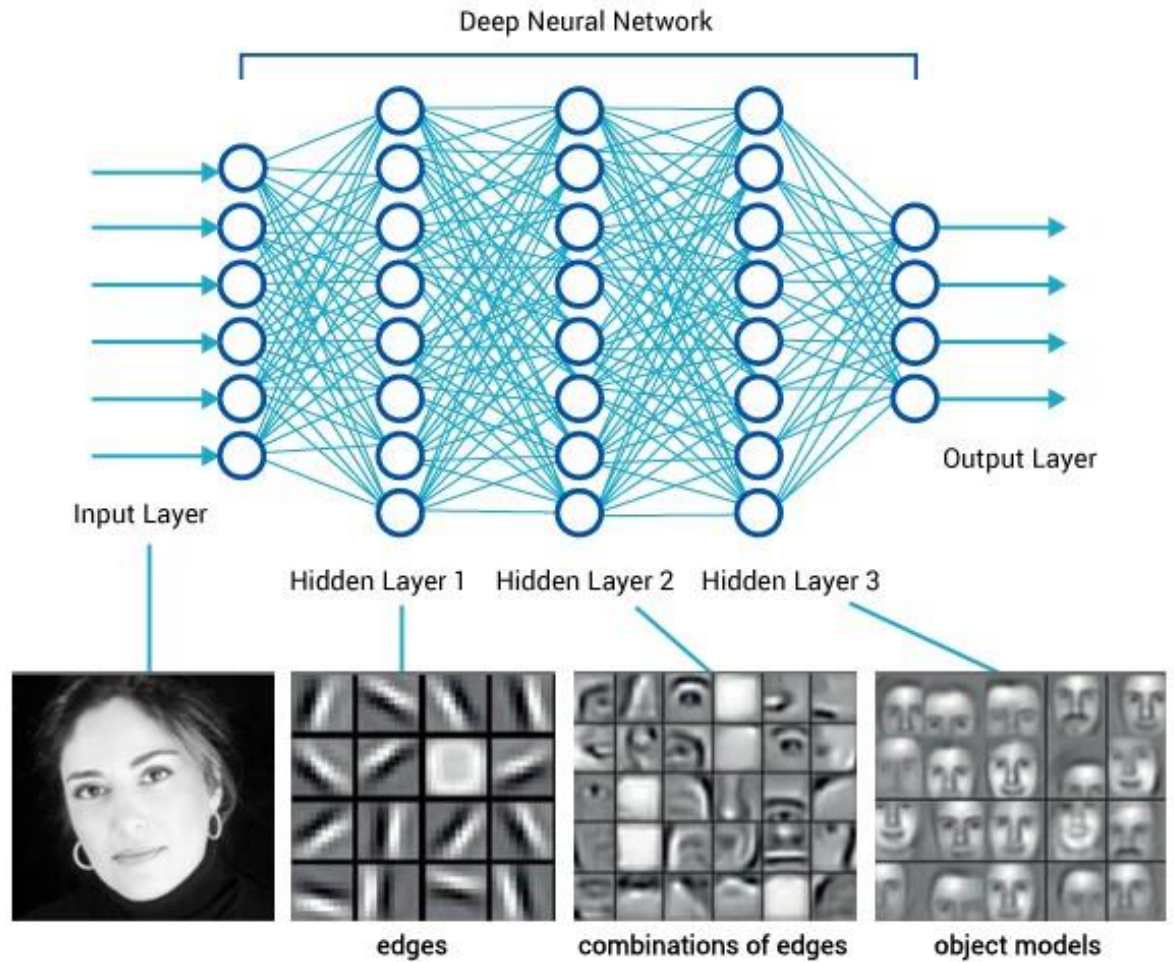 Deep Neural Network
Input Layer
Output Layer
Hidden Layer 1
Hidden Layer 2
Hidden Layer 3
edges
combinations of edges
object models